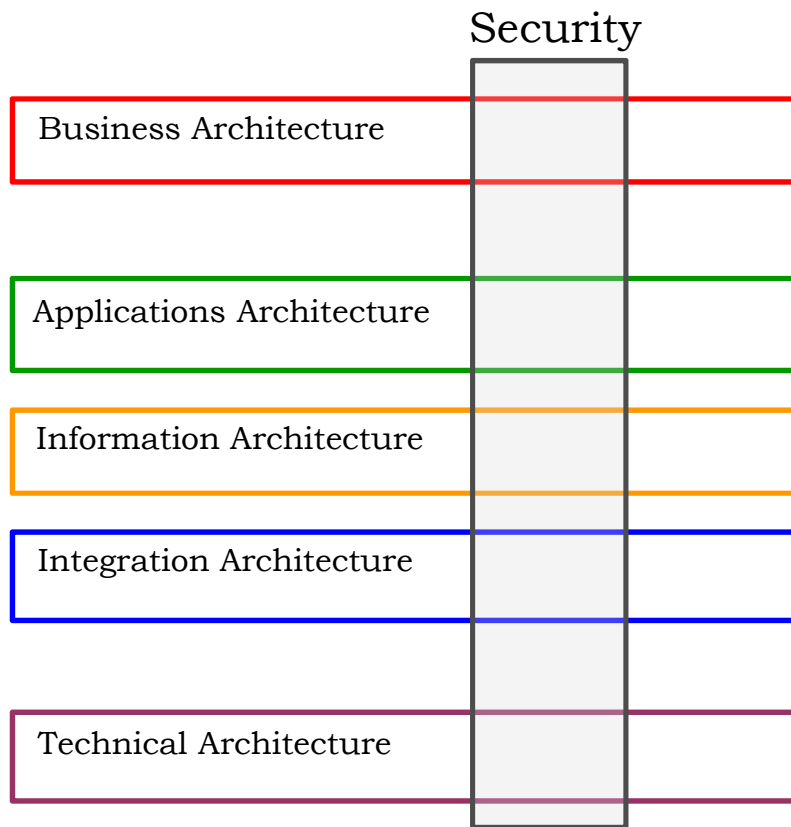 Security
Business Architecture
Applications Architecture
Information Architecture
Integration Architecture
Technical Architecture